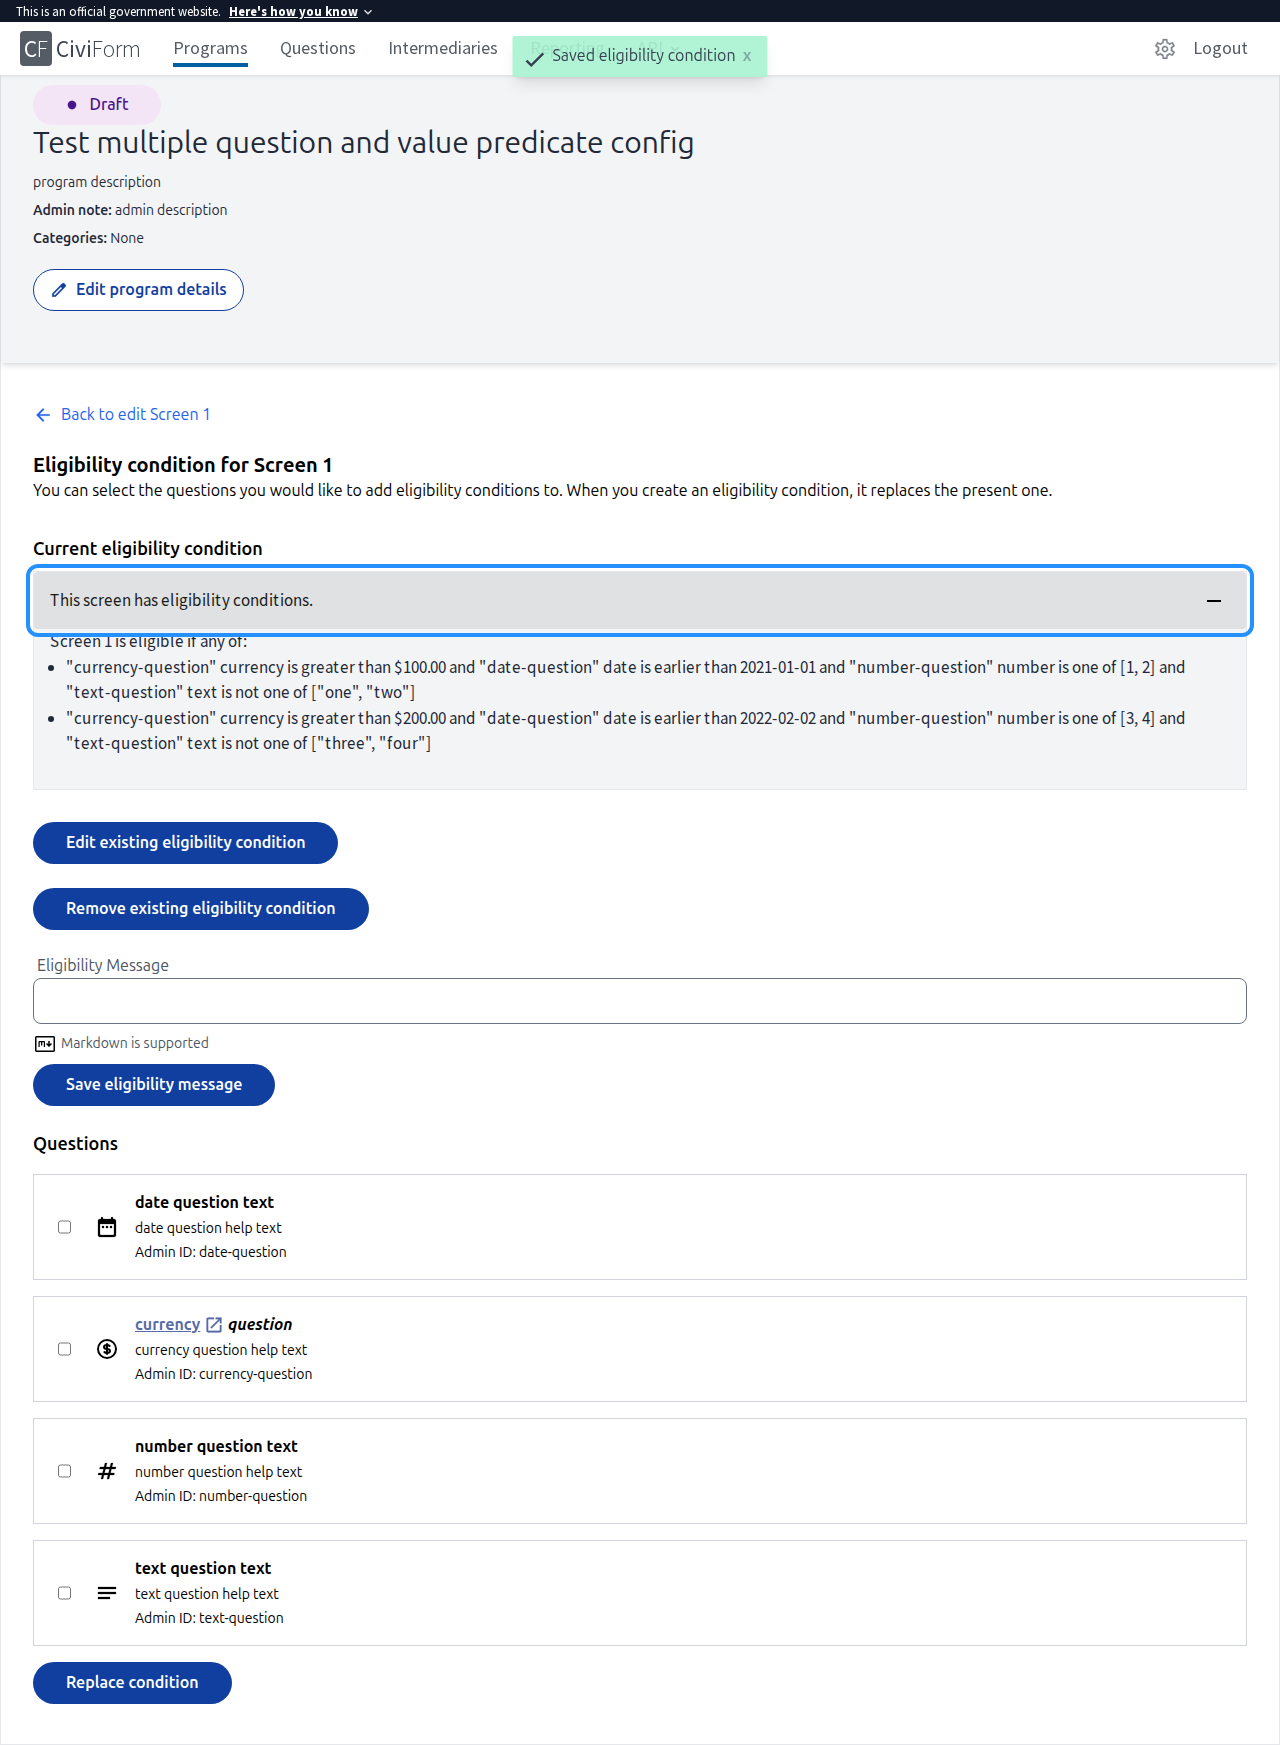 This is an official government website. Here's how you know
CF CiviForm Programs Questions Intermediaries Reporting API Logout
Saved eligibility condition x
Draft
Test multiple question and value predicate config
program description
Admin note: admin description
Categories: None
Edit program details
Back to edit Screen 1
Eligibility condition for Screen 1
You can select the questions you would like to add eligibility conditions to. When you create an eligibility condition, it replaces the present one.
Current eligibility condition
This screen has eligibility conditions.
Screen 1 is eligible if any of:
"currency-question" currency is greater than $100.00 and "date-question" date is earlier than 2021-01-01 and "number-question" number is one of [1, 2] and
"text-question" text is not one of ["one", "two"]
"currency-question" currency is greater than $200.00 and "date-question" date is earlier than 2022-02-02 and "number-question" number is one of [3, 4] and
"text-question" text is not one of ["three", "four"]
Edit existing eligibility condition
Remove existing eligibility condition
Eligibility Message
Markdown is supported
Save eligibility message
Questions
date question text
date question help text
Admin ID: date-question
currency question
currency question help text
Admin ID: currency-question
number question text
number question help text
Admin ID: number-question
text question text
text question help text
Admin ID: text-question
Replace condition